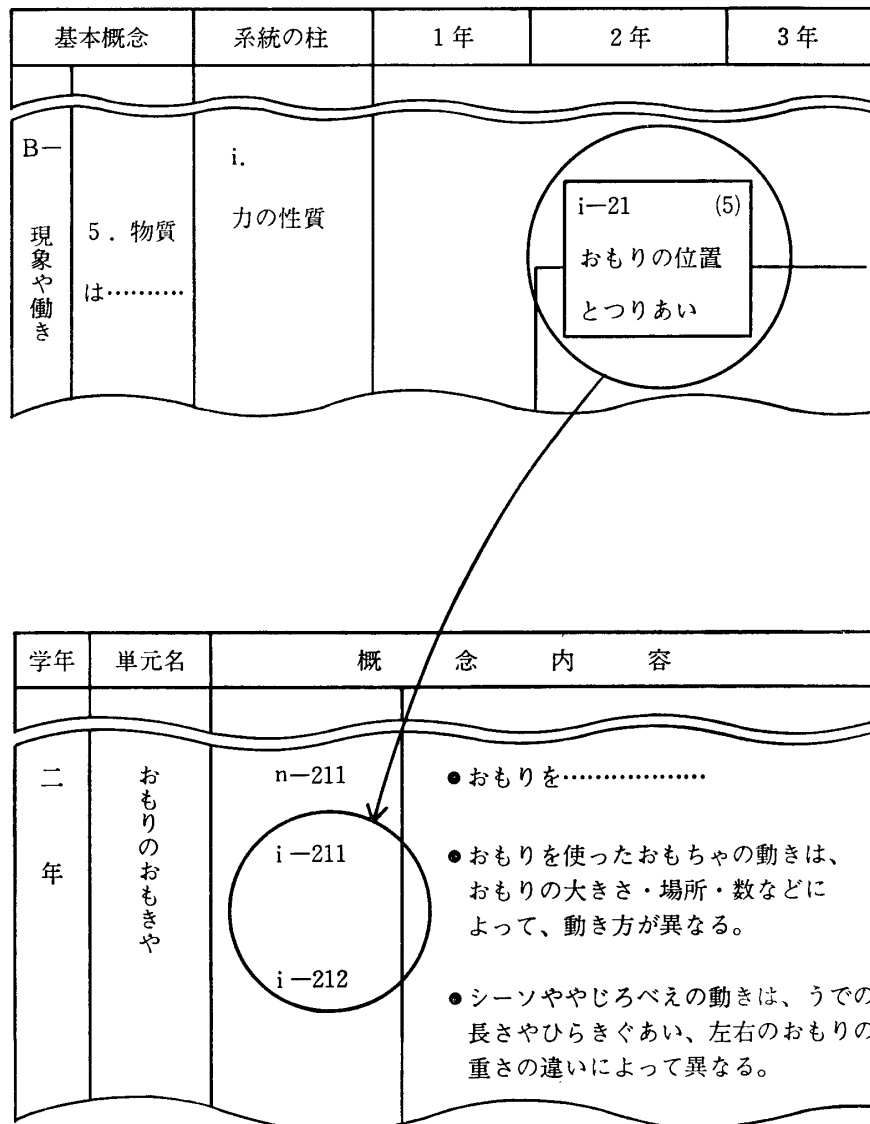 基本概念 系統の柱 1年 2年 3年
B－
現象や働き
5．物質
は…………
i.
力の性質
i－21 (5)
おもりの位置
とつりあい
学年 単元名 概念内容
二年
おもりのおもきや
n－211
●おもりを…………………
i－211
●おもりを使ったおもちゃの動きは、
おもりの大きさ・場所・数などに
よって、動き方が異なる。
i－212
●シーソややじろべえの動きは、うでの
長さやひらきぐあい、左右のおもりの
重さの違いによって異なる。